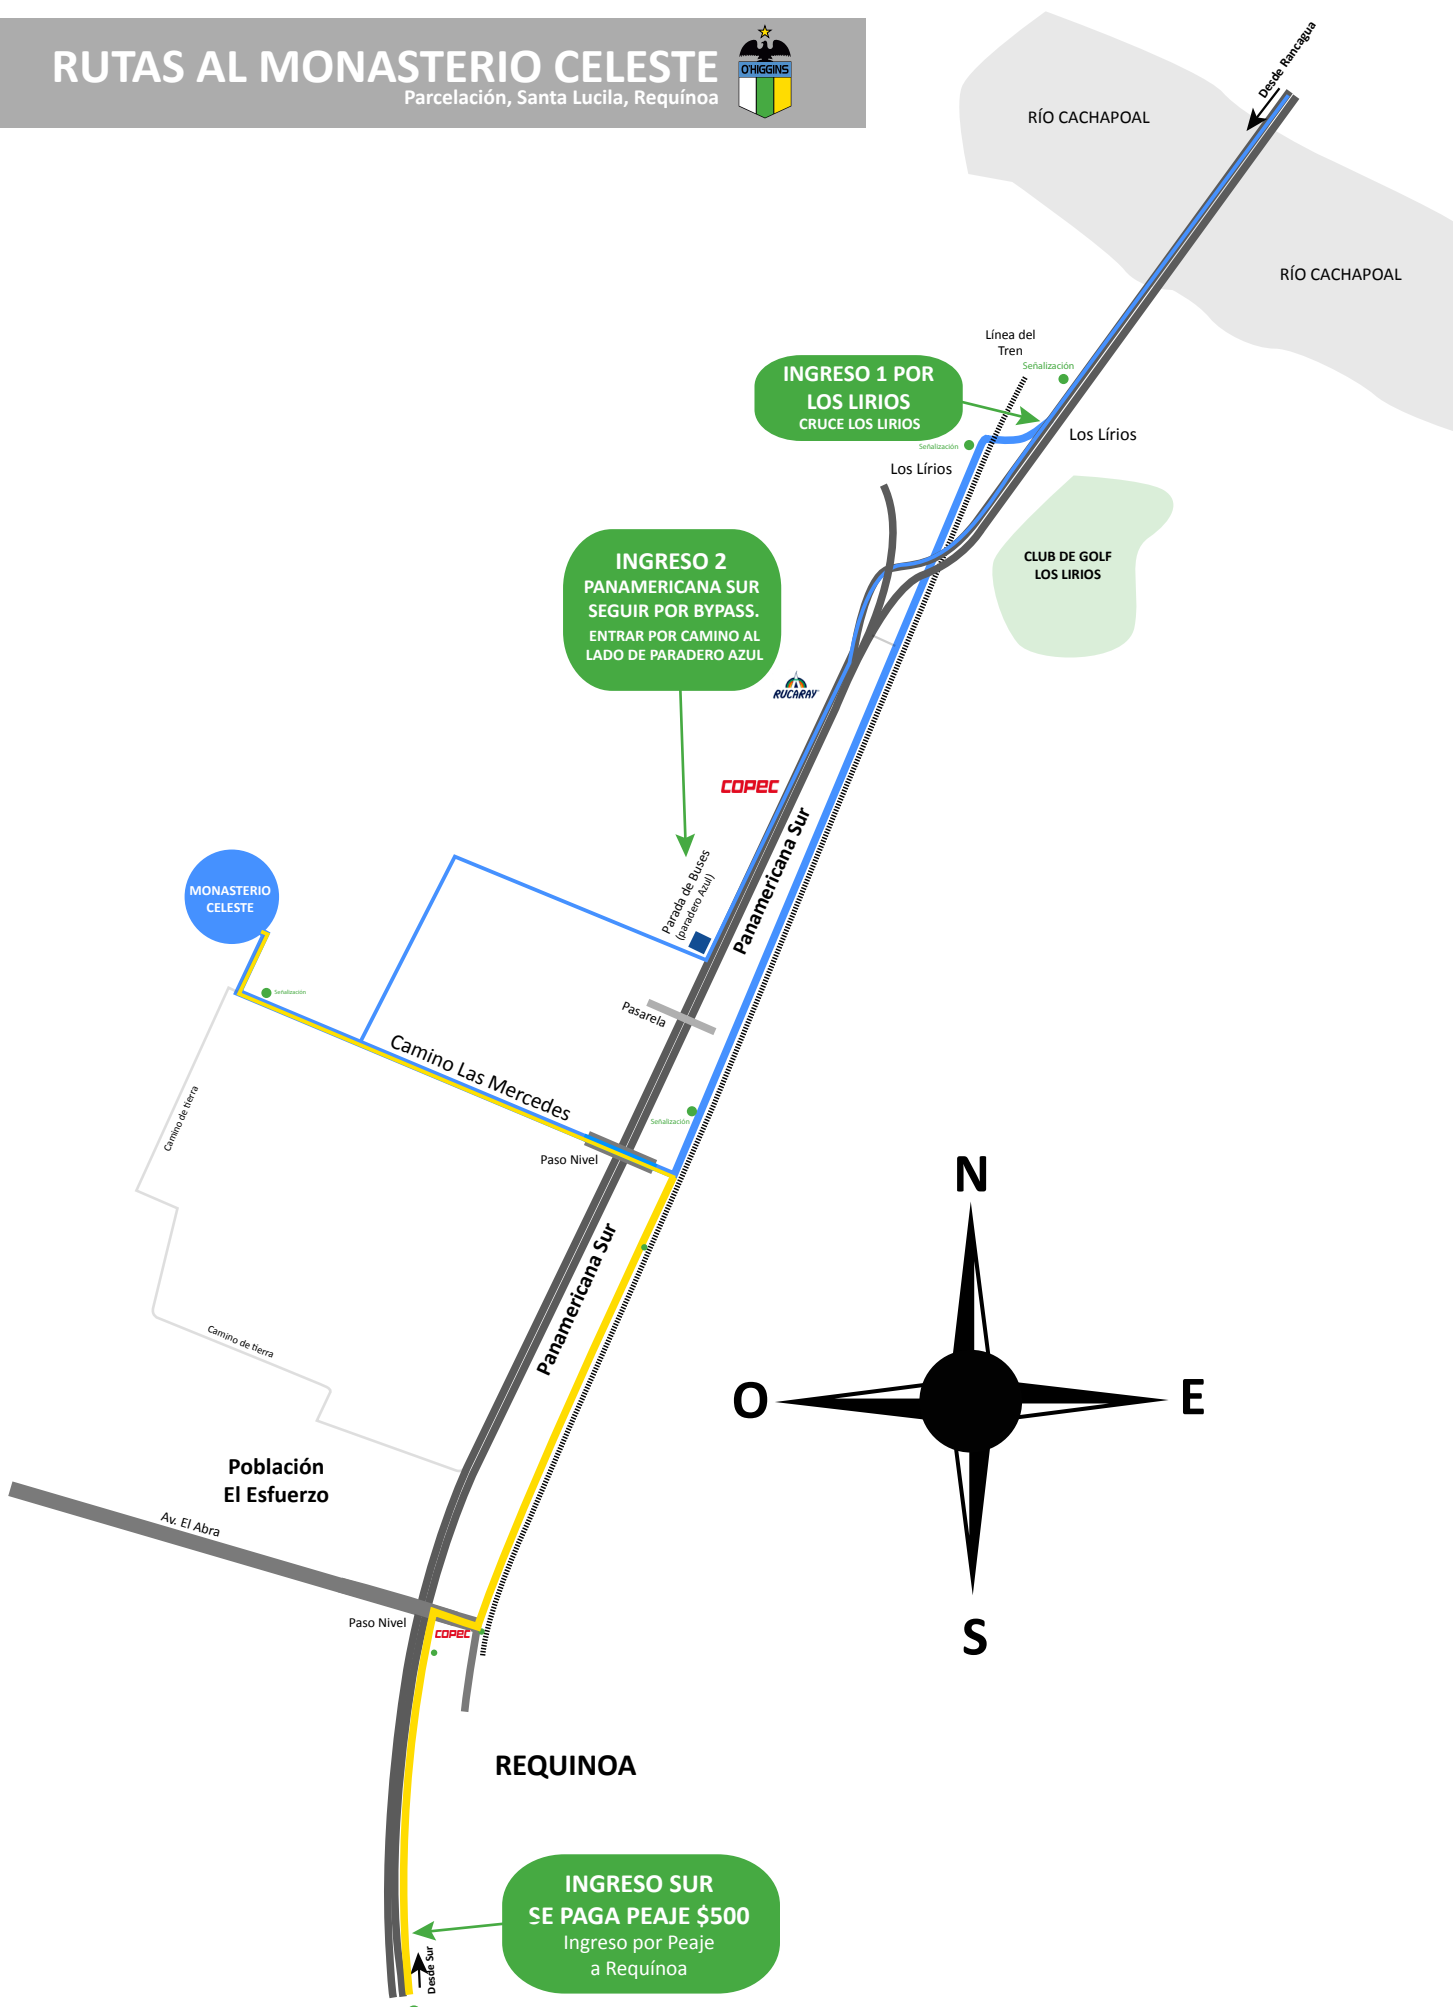 RUTAS AL MONASTERIO CELESTE
Parcelación, Santa Lucila, Requínoa
O'HIGGINS
Desde Rancagua
RÍO CACHAPOAL
RÍO CACHAPOAL
Línea del
Tren
Señalización
INGRESO 1 POR
LOS LIRIOS
CRUCE LOS LIRIOS
Los Lírios
Señalización
Los Lírios
INGRESO 2
PANAMERICANA SUR
SEGUIR POR BYPASS.
ENTRAR POR CAMINO AL
LADO DE PARADERO AZUL
CLUB DE GOLF
LOS LIRIOS
RUCARAY
COPEC
Panamericana Sur
Parada de Buses
(paradero Azul)
MONASTERIO
CELESTE
Señalización
Pasarela
Camino Las Mercedes
Señalización
Paso Nivel
Camino de tierra
Panamericana Sur
Camino de tierra
N
O
E
S
Población
El Esfuerzo
Av. El Abra
Paso Nivel
COPEC
REQUINOA
INGRESO SUR
SE PAGA PEAJE $500
Ingreso por Peaje
a Requínoa
Desde Sur